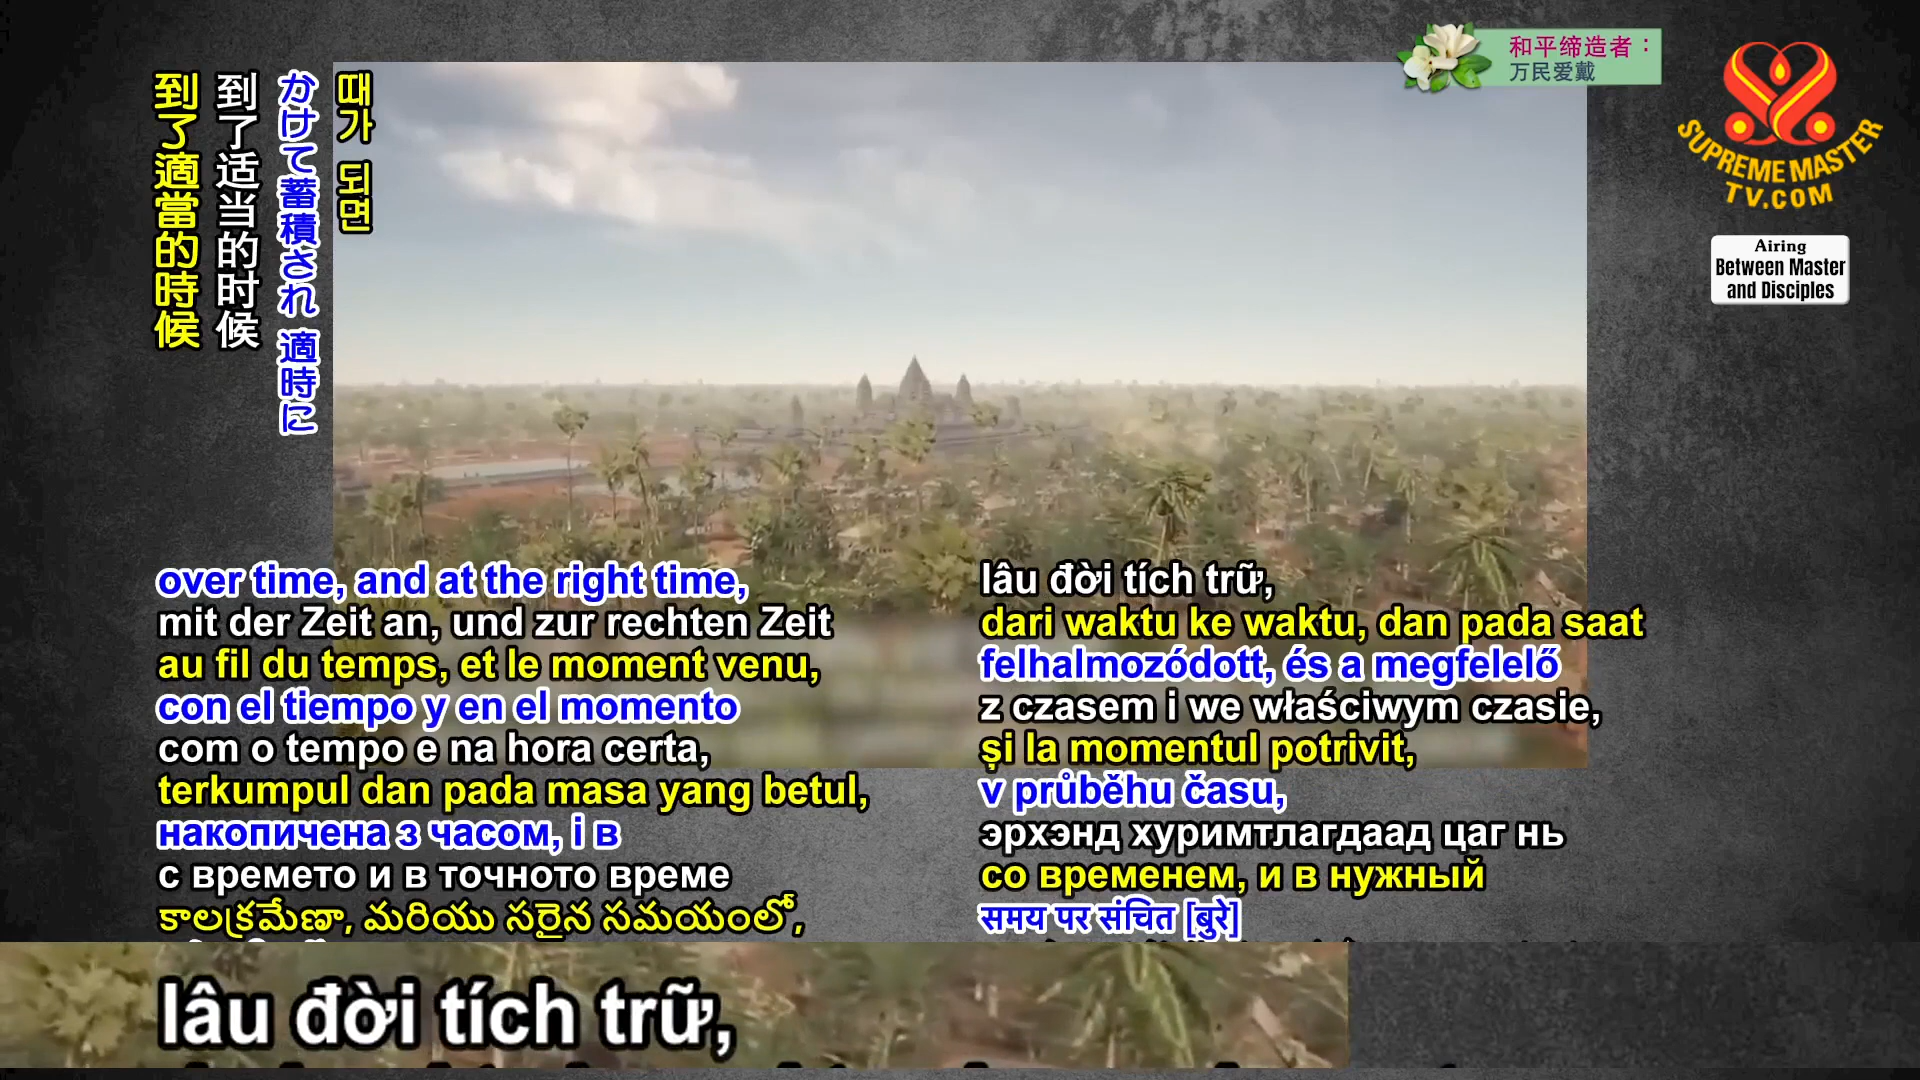 到了適當的時候
到了适当的时候
かけて蓄積され 適時に
때가 되면
和平缔造者：
万民爱戴
SUPREME MASTER
TV.COM
Airing
Between Master
and Disciples
over time, and at the right time,
mit der Zeit an, und zur rechten Zeit
au fil du temps, et le moment venu,
con el tiempo y en el momento
com o tempo e na hora certa,
terkumpul dan pada masa yang betul,
накопичена з часом, і в
с времето и в точното време
కాలక్రమేణా, మరియు సరైన సమయంలో,
lâu đời tích trữ,
dari waktu ke waktu, dan pada saat
felhalmozódott, és a megfelelő
z czasem i we właściwym czasie,
și la momentul potrivit,
v průběhu času,
эрхэнд хуримтлагдаад цаг нь
со временем, и в нужный
समय पर संचित [बुरे]
lâu đời tích trữ,